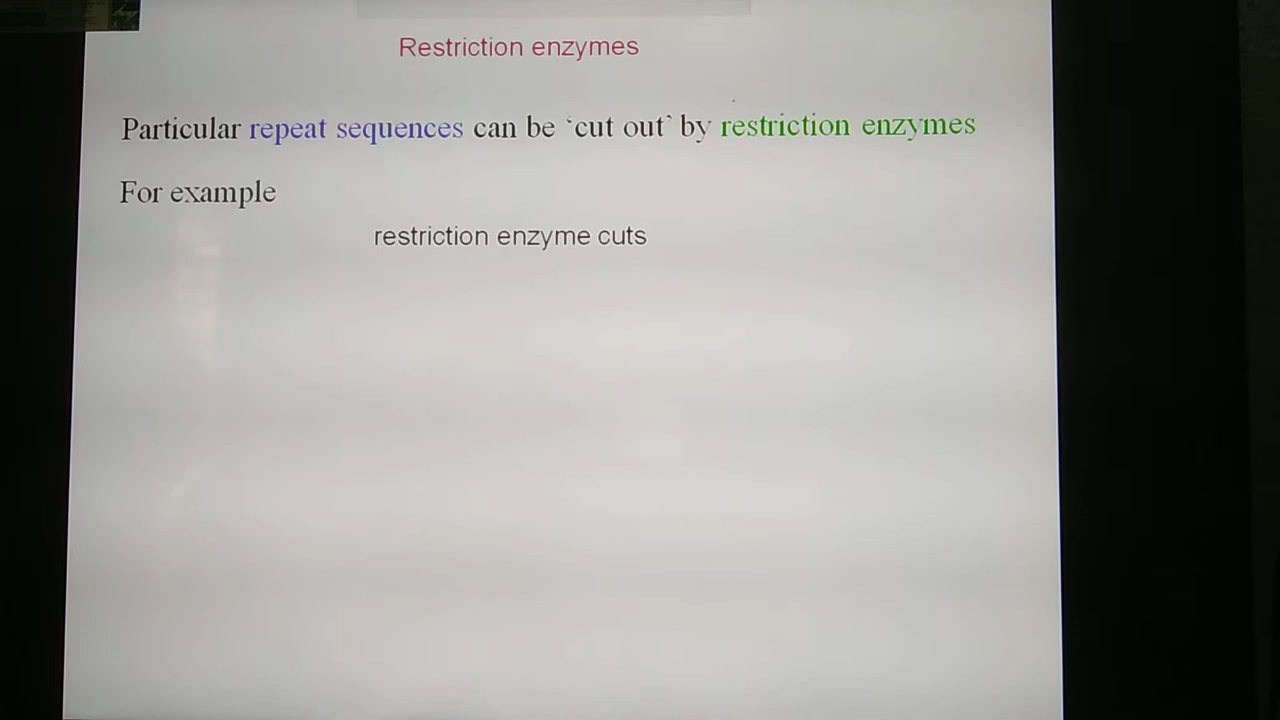 Restriction enzymes
Particular repeat sequences can be ‘cut out’ by restriction enzymes
For example
restriction enzyme cuts